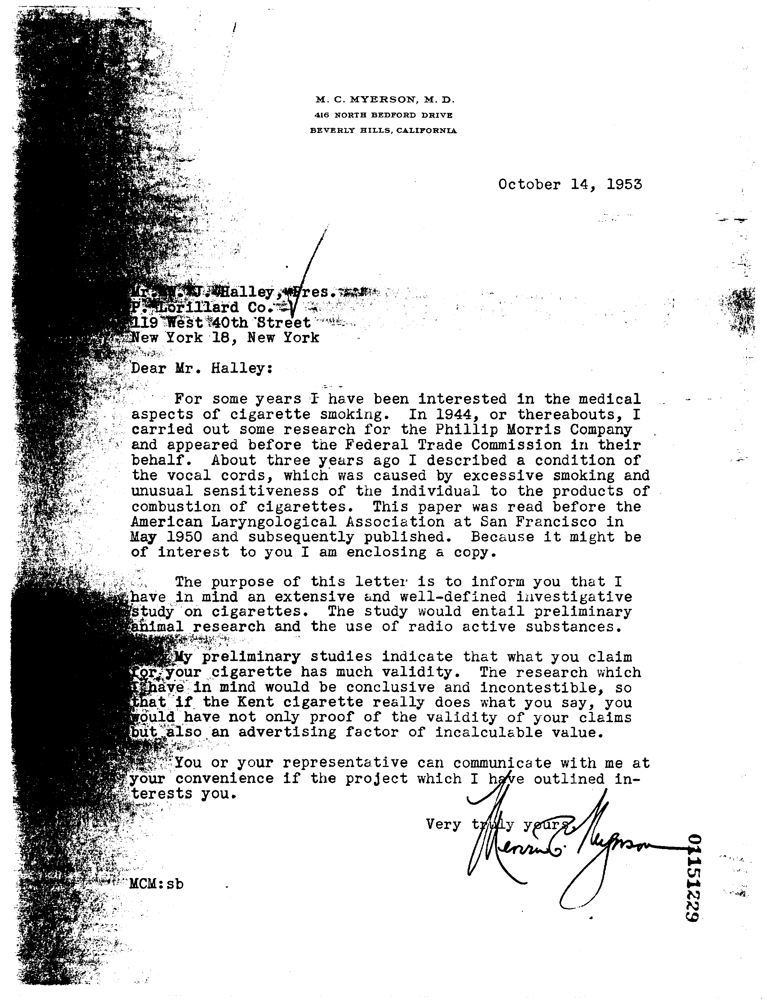 M. C. MYERSON, M. D.
416 NORTH BEDFORD DRIVE
BEVERLY HILLS, CALIFORNIA
October 14, 1953
Mr. W. J. Halley, Pres.
P. Lorillard Co.
119 West 40th Street
New York 18, New York
Dear Mr. Halley:
For some years I have been interested in the medical
aspects of cigarette smoking. In 1944, or thereabouts, I
carried out some research for the Phillip Morris Company
and appeared before the Federal Trade Commission in their
behalf. About three years ago I described a condition of
the vocal cords, which was caused by excessive smoking and
unusual sensitiveness of the individual to the products of
combustion of cigarettes. This paper was read before the
American Laryngological Association at San Francisco in
May 1950 and subsequently published. Because it might be
of interest to you I am enclosing a copy.
The purpose of this letter is to inform you that I
have in mind an extensive and well-defined investigative
study on cigarettes. The study would entail preliminary
animal research and the use of radio active substances.
My preliminary studies indicate that what you claim
for your cigarette has much validity. The research which
I have in mind would be conclusive and incontestible, so
that if the Kent cigarette really does what you say, you
would have not only proof of the validity of your claims
but also an advertising factor of incalculable value.
You or your representative can communicate with me at
your convenience if the project which I have outlined in-
terests you.
Very truly yours,
Mervin C. Myerson
MCM:sb
01151229